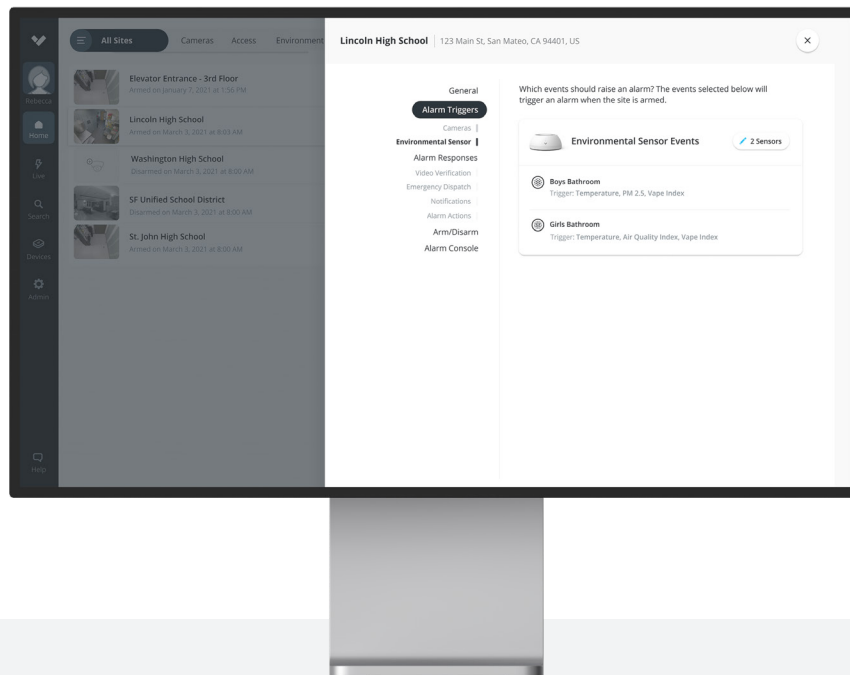 All Sites
Cameras
Access
Environment
Rebecca
Home
Live
Search
Devices
Admin
Help
Elevator Entrance - 3rd Floor
Armed on January 7, 2021 at 1:56 PM
Lincoln High School
Armed on March 3, 2021 at 8:03 AM
Washington High School
Disarmed on March 3, 2021 at 8:00 AM
SF Unified School District
Disarmed on March 3, 2021 at 8:00 AM
St. John High School
Armed on March 3, 2021 at 8:00 AM
Lincoln High School
123 Main St, San Mateo, CA 94401, US
General
Alarm Triggers
Cameras
Environmental Sensor
Alarm Responses
Video Verification
Emergency Dispatch
Notifications
Alarm Actions
Arm/Disarm
Alarm Console
Which events should raise an alarm? The events selected below will
trigger an alarm when the site is armed.
Environmental Sensor Events
2 Sensors
Boys Bathroom
Trigger: Temperature, PM 2.5, Vape Index
Girls Bathroom
Trigger: Temperature, Air Quality Index, Vape Index